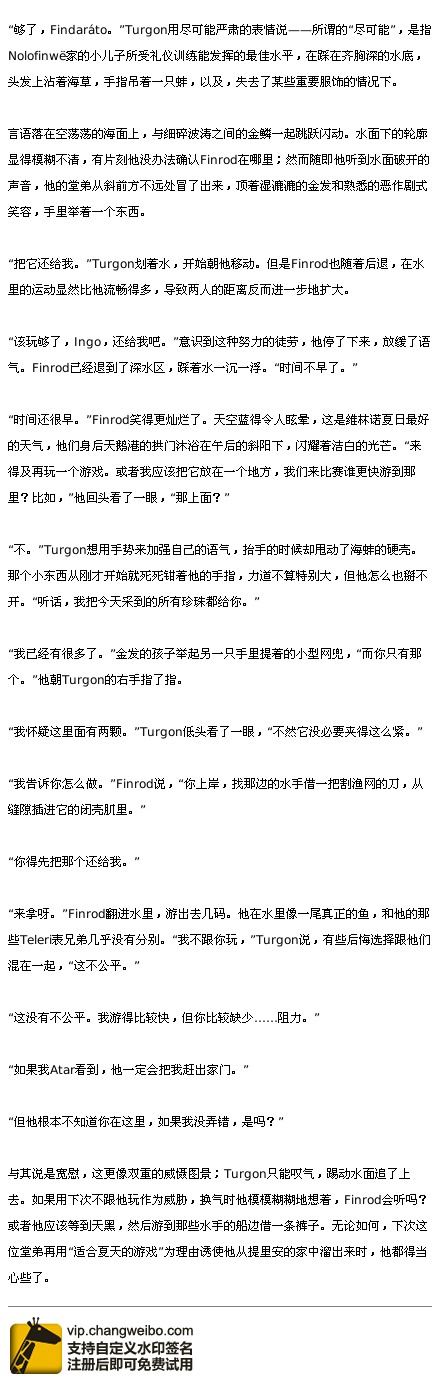 “够了，Findaráto。”Turgon用尽可能严肃的表情说——所谓的“尽可能”，是指
Nolofinwë家的小儿子所受礼仪训练能发挥的最佳水平，在踩在齐胸深的水底，
头发上沾着海草，手指吊着一只蚌，以及，失去了某些重要服饰的情况下。
言语落在空荡荡的海面上，与细碎波涛之间的金鳞一起跳跃闪动。水面下的轮廓
显得模糊不清，有片刻他没办法确认Finrod在哪里；然而随即他听到水面破开的
声音，他的堂弟从斜前方不远处冒了出来，顶着湿漉漉的金发和熟悉的恶作剧式
笑容，手里举着一个东西。
“把它还给我。”Turgon划着水，开始朝他移动。但是Finrod也随着后退，在水
里的运动显然比他流畅得多，导致两人的距离反而进一步地扩大。
“该玩够了，Ingo，还给我吧。”意识到这种努力的徒劳，他停了下来，放缓了语
气。Finrod已经退到了深水区，踩着水一沉一浮。“时间不早了。”
“时间还很早。”Finrod笑得更灿烂了。天空蓝得令人眩晕，这是维林诺夏日最好
的天气，他们身后天鹅港的拱门沐浴在午后的斜阳下，闪耀着洁白的光芒。“来
得及再玩一个游戏。或者我应该把它放在一个地方，我们来比赛谁更快游到那
里？比如，”他回头看了一眼，“那上面？”
“不。”Turgon想用手势来加强自己的语气，抬手的时候却甩动了海蚌的硬壳。
那个小东西从刚才开始就死死钳着他的手指，力道不算特别大，但他怎么也掰不
开。“听话，我把今天采到的所有珍珠都给你。”
“我已经有很多了。”金发的孩子举起另一只手里提着的小型网兜，“而你只有那
个。”他朝Turgon的右手指了指。
“我怀疑这里面有两颗。”Turgon低头看了一眼，“不然它没必要夹得这么紧。”
“我告诉你怎么做。”Finrod说，“你上岸，找那边的水手借一把割渔网的刀，从
缝隙插进它的闭壳肌里。”
“你得先把那个还给我。”
“来拿呀。”Finrod翻进水里，游出去几码。他在水里像一尾真正的鱼，和他的那
些Teleri表兄弟几乎没有分别。“我不跟你玩，”Turgon说，有些后悔选择跟他们
混在一起，“这不公平。”
“这没有不公平。我游得比较快，但你比较缺少……阻力。”
“如果我Atar看到，他一定会把我赶出家门。”
“但他根本不知道你在这里，如果我没弄错，是吗？”
与其说是宽慰，这更像双重的威慑图景；Turgon只能叹气，踢动水面追了上
去。如果用下次不跟他玩作为威胁，换气时他模模糊糊地想着，Finrod会听吗？
或者他应该等到天黑，然后游到那些水手的船边借一条裤子。无论如何，下次这
位堂弟再用“适合夏天的游戏”为理由诱使他从提里安的家中溜出来时，他都得当
心些了。
vip.changweibo.com
支持自定义水印签名
注册后即可免费试用